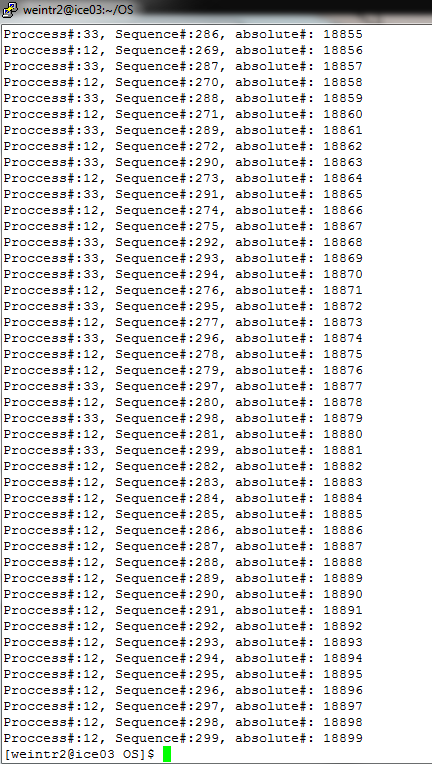 weintr2@ice03:~/OS
Proccess#:33, Sequence#:286, absolute#: 18855
Proccess#:12, Sequence#:269, absolute#: 18856
Proccess#:33, Sequence#:287, absolute#: 18857
Proccess#:12, Sequence#:270, absolute#: 18858
Proccess#:33, Sequence#:288, absolute#: 18859
Proccess#:12, Sequence#:271, absolute#: 18860
Proccess#:33, Sequence#:289, absolute#: 18861
Proccess#:12, Sequence#:272, absolute#: 18862
Proccess#:33, Sequence#:290, absolute#: 18863
Proccess#:12, Sequence#:273, absolute#: 18864
Proccess#:33, Sequence#:291, absolute#: 18865
Proccess#:12, Sequence#:274, absolute#: 18866
Proccess#:12, Sequence#:275, absolute#: 18867
Proccess#:33, Sequence#:292, absolute#: 18868
Proccess#:33, Sequence#:293, absolute#: 18869
Proccess#:33, Sequence#:294, absolute#: 18870
Proccess#:12, Sequence#:276, absolute#: 18871
Proccess#:33, Sequence#:295, absolute#: 18872
Proccess#:12, Sequence#:277, absolute#: 18873
Proccess#:33, Sequence#:296, absolute#: 18874
Proccess#:12, Sequence#:278, absolute#: 18875
Proccess#:12, Sequence#:279, absolute#: 18876
Proccess#:33, Sequence#:297, absolute#: 18877
Proccess#:12, Sequence#:280, absolute#: 18878
Proccess#:33, Sequence#:298, absolute#: 18879
Proccess#:12, Sequence#:281, absolute#: 18880
Proccess#:33, Sequence#:299, absolute#: 18881
Proccess#:12, Sequence#:282, absolute#: 18882
Proccess#:12, Sequence#:283, absolute#: 18883
Proccess#:12, Sequence#:284, absolute#: 18884
Proccess#:12, Sequence#:285, absolute#: 18885
Proccess#:12, Sequence#:286, absolute#: 18886
Proccess#:12, Sequence#:287, absolute#: 18887
Proccess#:12, Sequence#:288, absolute#: 18888
Proccess#:12, Sequence#:289, absolute#: 18889
Proccess#:12, Sequence#:290, absolute#: 18890
Proccess#:12, Sequence#:291, absolute#: 18891
Proccess#:12, Sequence#:292, absolute#: 18892
Proccess#:12, Sequence#:293, absolute#: 18893
Proccess#:12, Sequence#:294, absolute#: 18894
Proccess#:12, Sequence#:295, absolute#: 18895
Proccess#:12, Sequence#:296, absolute#: 18896
Proccess#:12, Sequence#:297, absolute#: 18897
Proccess#:12, Sequence#:298, absolute#: 18898
Proccess#:12, Sequence#:299, absolute#: 18899
[weintr2@ice03 OS]$